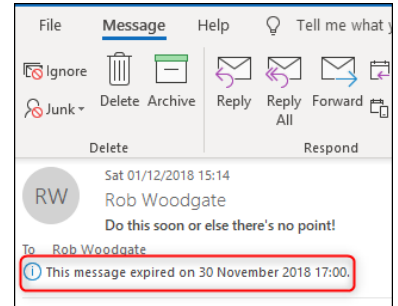 File Message Help Tell me what y
Ignore
Junk
Delete Archive Reply Reply All Forward
Delete Respond
RW
Sat 01/12/2018 15:14
Rob Woodgate
Do this soon or else there's no point!
To Rob Woodgate
This message expired on 30 November 2018 17:00.